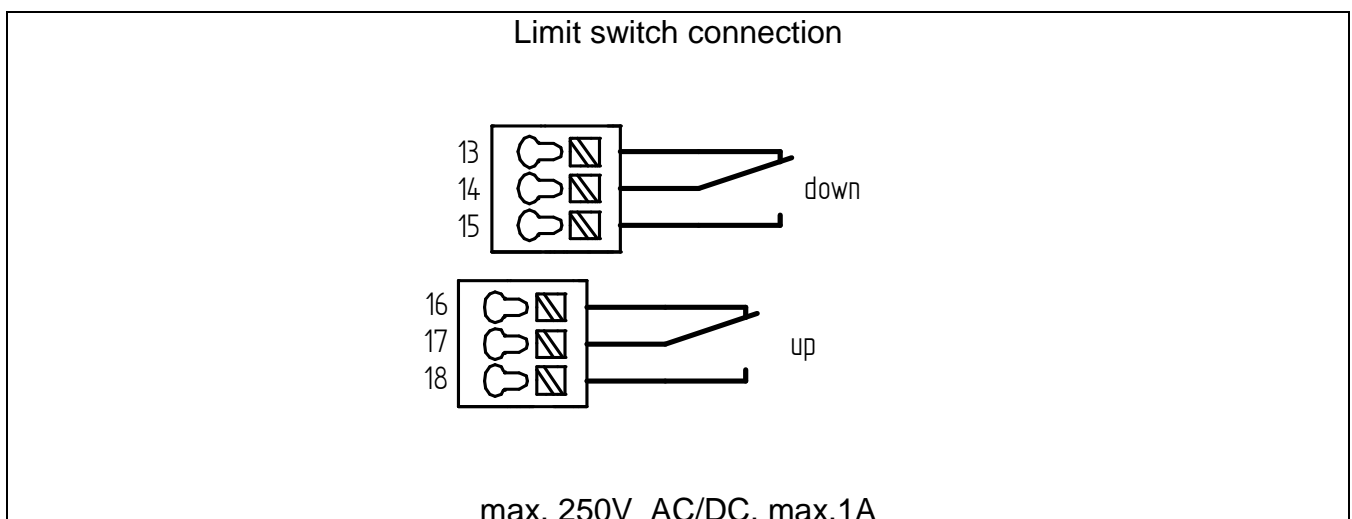 Limit switch connection
13
14
down
15
16
17
up
18
max. 250V AC/DC, max.1A